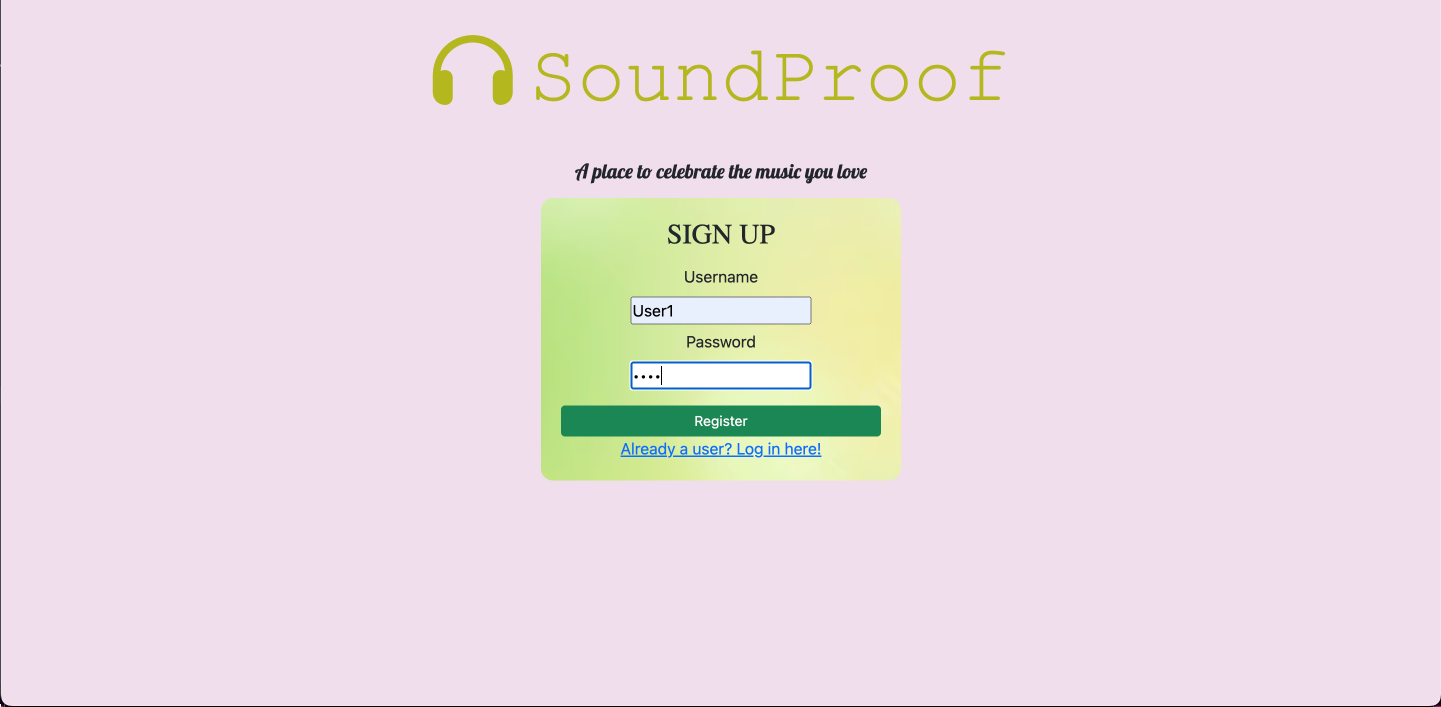 SoundProof
A place to celebrate the music you love
SIGN UP
Username
User1
Password
••••
Register
Already a user? Log in here!